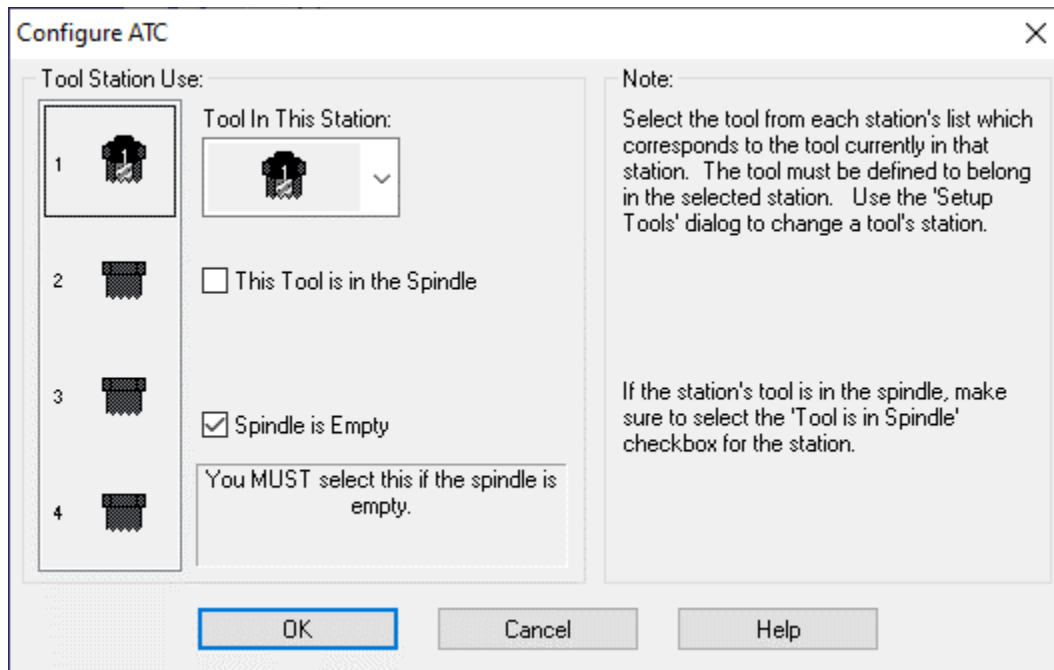 Configure ATC
Tool Station Use:
1
2
3
4
Tool In This Station:
1
This Tool is in the Spindle
Spindle is Empty
You MUST select this if the spindle is
empty.
Note:
Select the tool from each station's list which
corresponds to the tool currently in that
station. The tool must be defined to belong
in the selected station. Use the 'Setup
Tools' dialog to change a tool's station.
If the station's tool is in the spindle, make
sure to select the 'Tool is in Spindle'
checkbox for the station.
OK
Cancel
Help